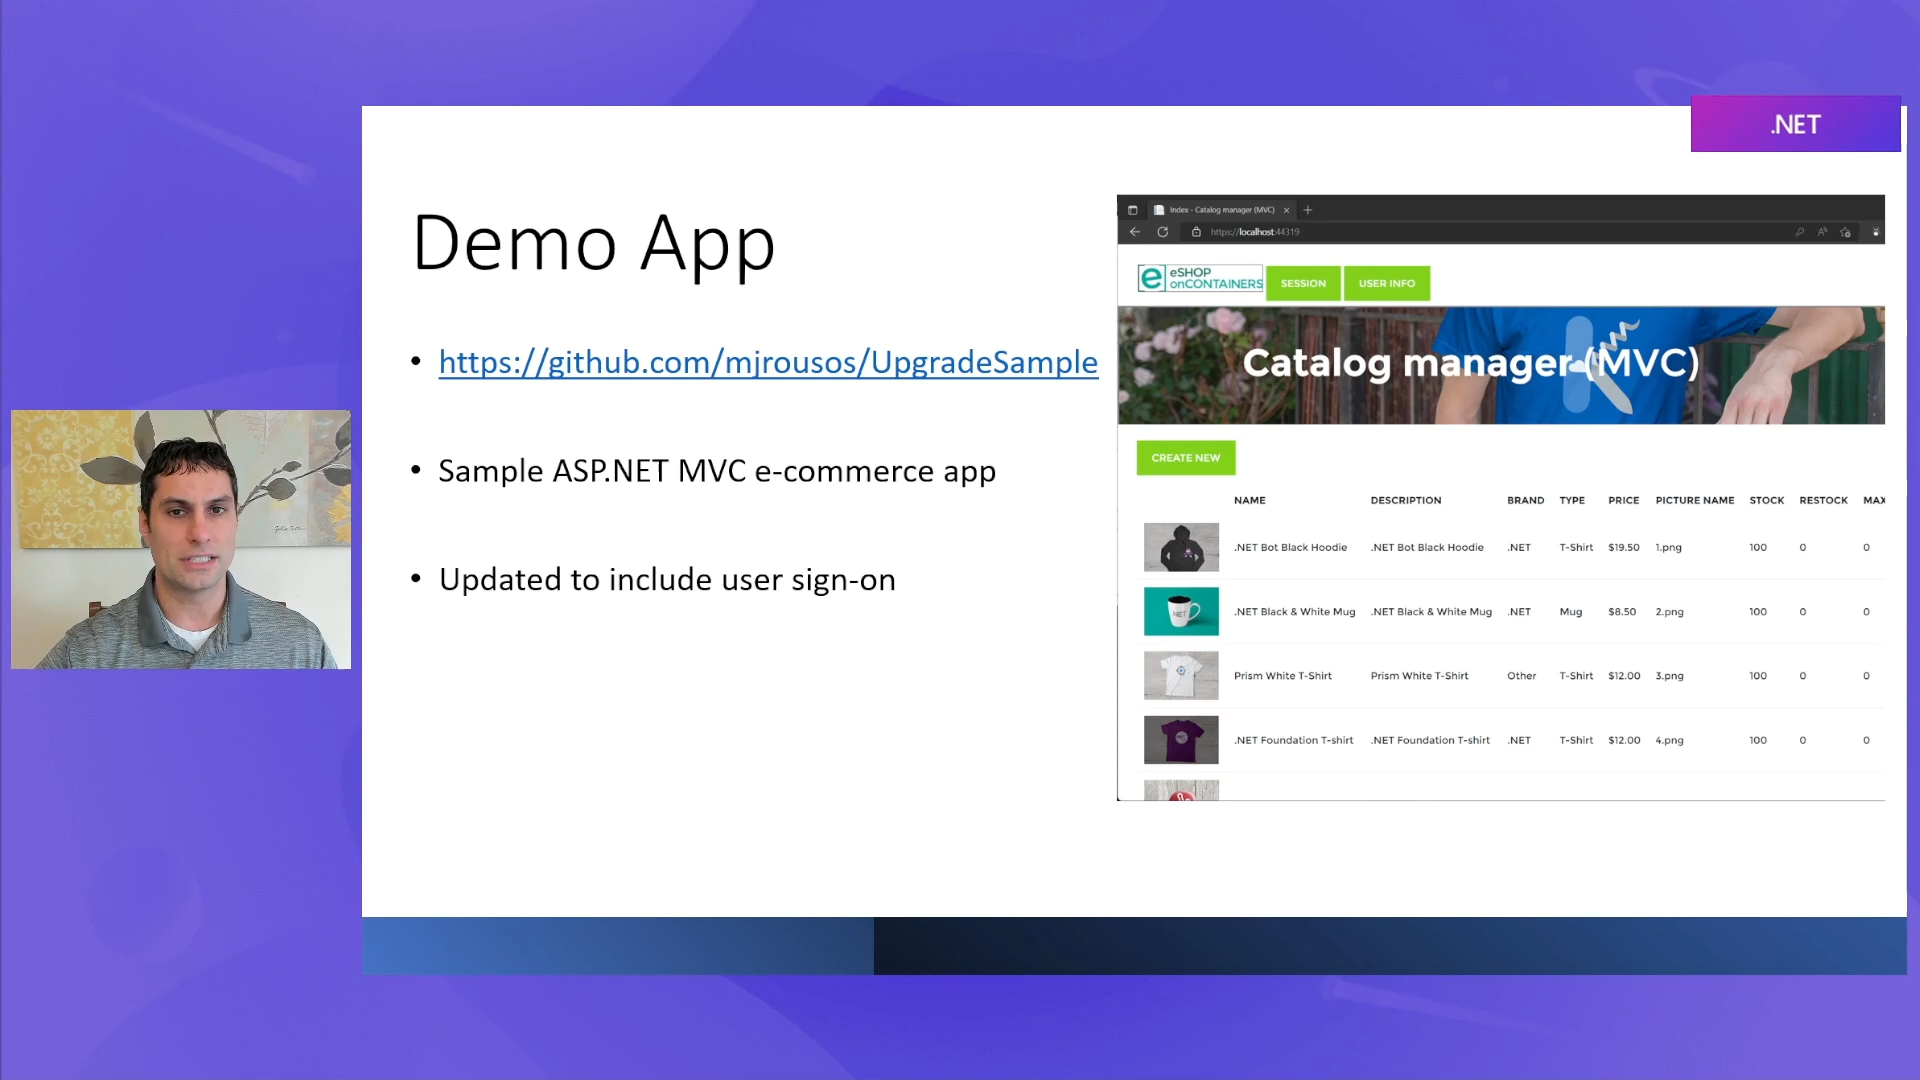 .NET
Demo App
• https://github.com/mjrousos/UpgradeSample
• Sample ASP.NET MVC e-commerce app
• Updated to include user sign-on
Index - Catalog manager (MVC)
https://localhost:44319
eSHOP
onCONTAINERS
SESSION
USER INFO
Catalog manager (MVC)
CREATE NEW
NAME DESCRIPTION BRAND TYPE PRICE PICTURE NAME STOCK RESTOCK MAX
.NET Bot Black Hoodie .NET Bot Black Hoodie .NET T-Shirt $19.50 1.png 100 0 0
.NET Black & White Mug .NET Black & White Mug .NET Mug $8.50 2.png 100 0 0
Prism White T-Shirt Prism White T-Shirt Other T-Shirt $12.00 3.png 100 0 0
.NET Foundation T-shirt .NET Foundation T-shirt .NET T-Shirt $12.00 4.png 100 0 0